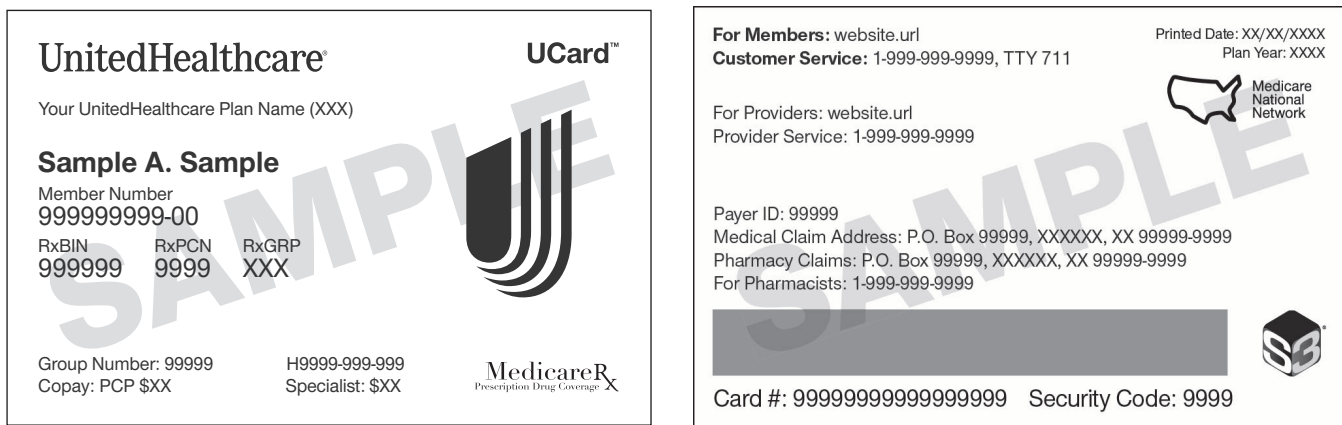 UnitedHealthcare®
UCard™
Your UnitedHealthcare Plan Name (XXX)
Sample A. Sample
Member Number
999999999-00
RxBIN RxPCN RxGRP
999999 9999 XXX
SAMPLE
Group Number: 99999 H9999-999-999
Copay: PCP $XX Specialist: $XX
MedicareRx
Prescription Drug Coverage
For Members: website.url
Customer Service: 1-999-999-9999, TTY 711
Printed Date: XX/XX/XXXX
Plan Year: XXXX
Medicare
National
Network
For Providers: website.url
Provider Service: 1-999-999-9999
SAMPLE
Payer ID: 99999
Medical Claim Address: P.O. Box 99999, XXXXXX, XX 99999-9999
Pharmacy Claims: P.O. Box 99999, XXXXXX, XX 99999-9999
For Pharmacists: 1-999-999-9999
S3
Card #: 99999999999999999 Security Code: 9999